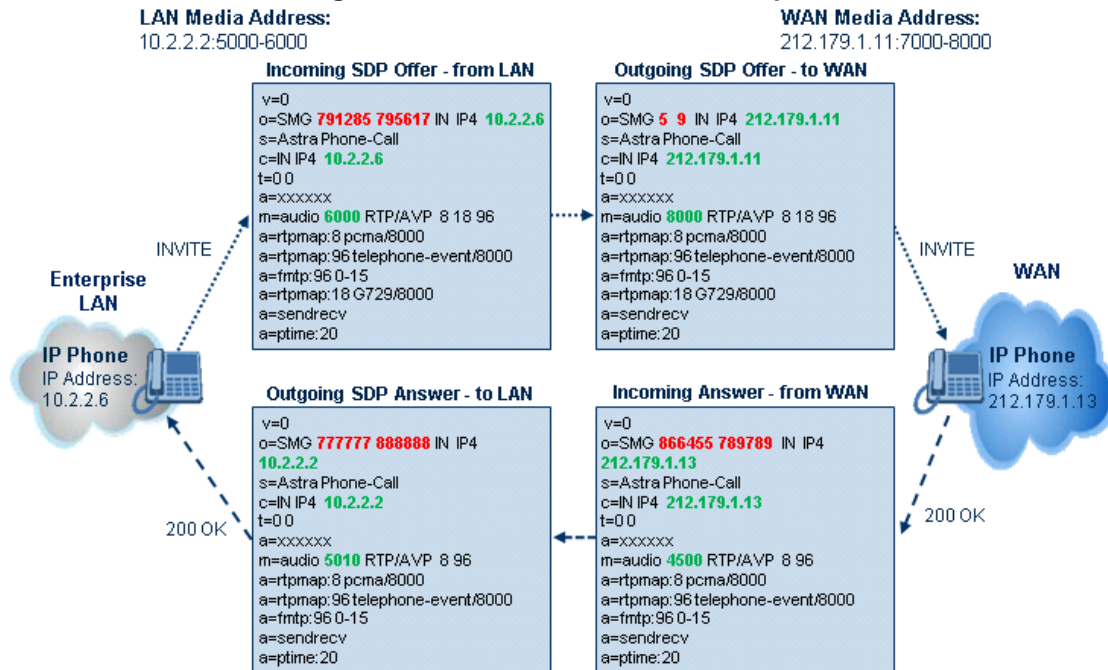 LAN Media Address:
10.2.2.2:5000-6000
WAN Media Address:
212.179.1.11:7000-8000
Incoming SDP Offer - from LAN
v=0
o=SMG 791285 795617 IN IP4 10.2.2.6
s=Astra Phone-Call
c=IN IP4 10.2.2.6
t=0 0
a=xxxxxx
m=audio 6000 RTP/AVP 8 18 96
a=rtpmap:8 pcma/8000
a=rtpmap:96 telephone-event/8000
a=fmtp:96 0-15
a=rtpmap:18 G729/8000
a=sendrecv
a=ptime:20
Outgoing SDP Offer - to WAN
v=0
o=SMG 5 9 IN IP4 212.179.1.11
s=Astra Phone-Call
c=IN IP4 212.179.1.11
t=0 0
a=xxxxxx
m=audio 8000 RTP/AVP 8 18 96
a=rtpmap:8 pcma/8000
a=rtpmap:96 telephone-event/8000
a=fmtp:96 0-15
a=rtpmap:18 G729/8000
a=sendrecv
a=ptime:20
INVITE
INVITE
Enterprise
LAN
IP Phone
IP Address:
10.2.2.6
WAN
IP Phone
IP Address:
212.179.1.13
Outgoing SDP Answer - to LAN
v=0
o=SMG 777777 888888 IN IP4
10.2.2.2
s=Astra Phone-Call
c=IN IP4 10.2.2.2
t=0 0
a=xxxxxx
m=audio 5010 RTP/AVP 8 96
a=rtpmap:8 pcma/8000
a=rtpmap:96 telephone-event/8000
a=fmtp:96 0-15
a=sendrecv
a=ptime:20
Incoming Answer - from WAN
v=0
o=SMG 866455 789789 IN IP4
212.179.1.13
s=Astra Phone-Call
c=IN IP4 212.179.1.13
t=0 0
a=xxxxxx
m=audio 4500 RTP/AVP 8 96
a=rtpmap:8 pcma/8000
a=rtpmap:96 telephone-event/8000
a=fmtp:96 0-15
a=sendrecv
a=ptime:20
200 OK
200 OK